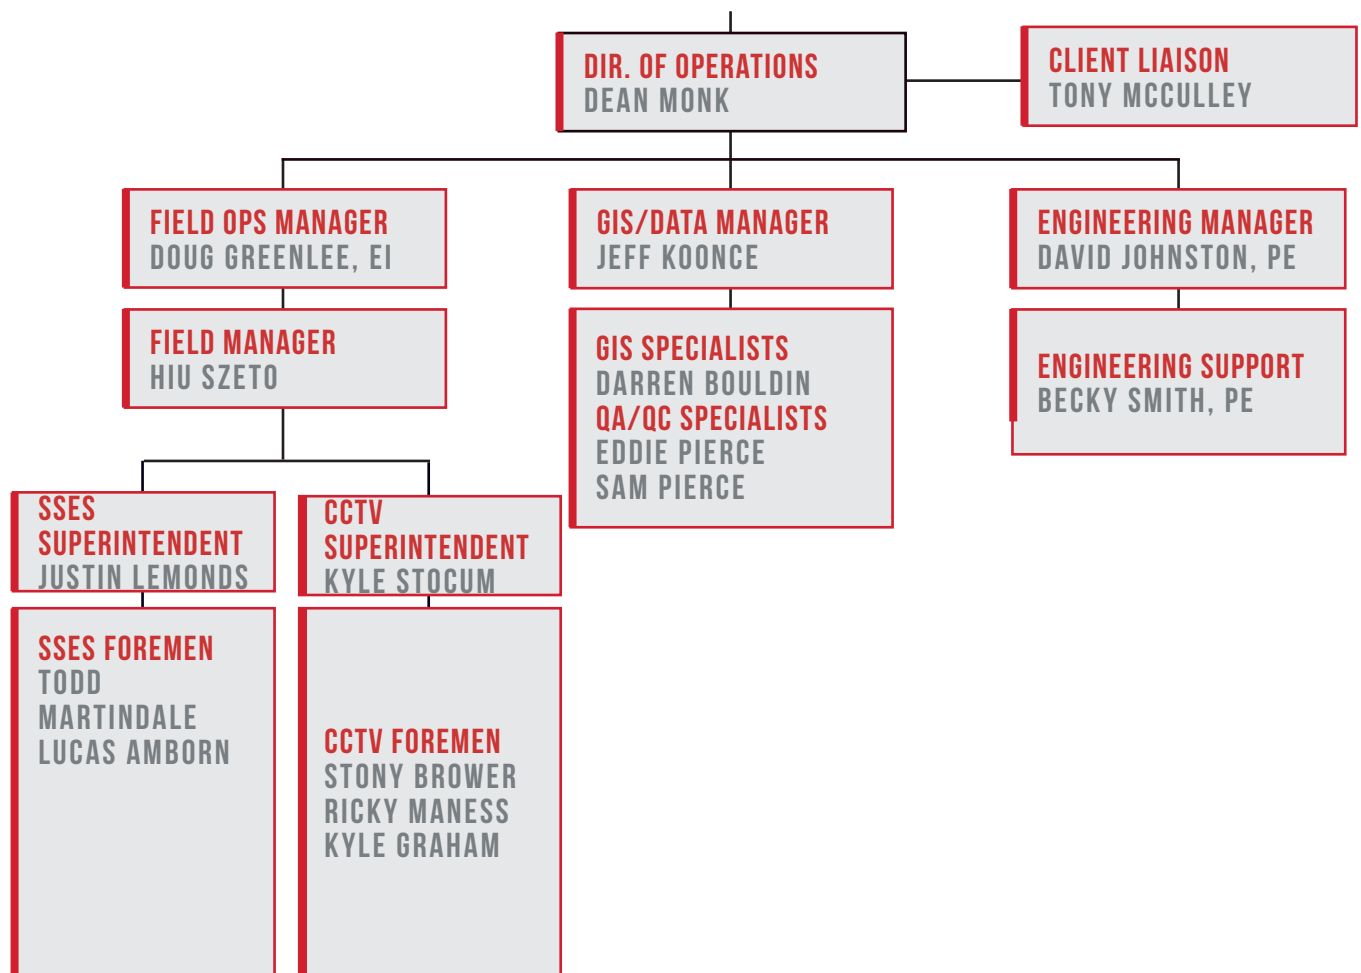 DIR. OF OPERATIONS
DEAN MONK
CLIENT LIAISON
TONY MCCULLEY
FIELD OPS MANAGER
DOUG GREENLEE, EI
GIS/DATA MANAGER
JEFF KOONCE
ENGINEERING MANAGER
DAVID JOHNSTON, PE
FIELD MANAGER
HIU SZETO
GIS SPECIALISTS
DARREN BOULDIN
QA/QC SPECIALISTS
EDDIE PIERCE
SAM PIERCE
ENGINEERING SUPPORT
BECKY SMITH, PE
SSES
SUPERINTENDENT
JUSTIN LEMONDS
CCTV
SUPERINTENDENT
KYLE STOCUM
SSES FOREMEN
TODD
MARTINDALE
LUCAS AMBORN
CCTV FOREMEN
STONY BROWER
RICKY MANESS
KYLE GRAHAM